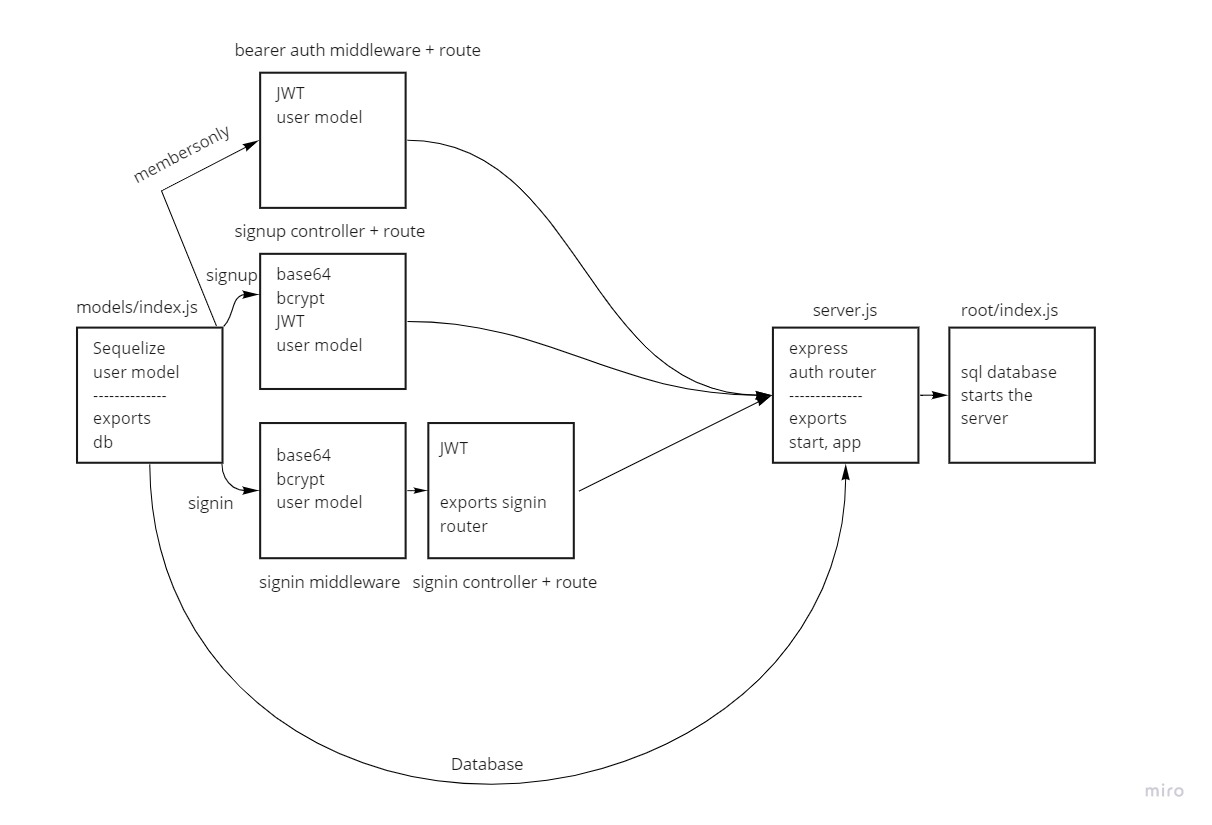 bearer auth middleware + route
JWT
user model
membersonly
signup controller + route
signup
base64
bcrypt
JWT
user model
models/index.js
Sequelize
user model
--------------
exports
db
signin
base64
bcrypt
user model
signin middleware
JWT
exports signin
router
signin controller + route
server.js
express
auth router
--------------
exports
start, app
root/index.js
sql database
starts the
server
Database
miro